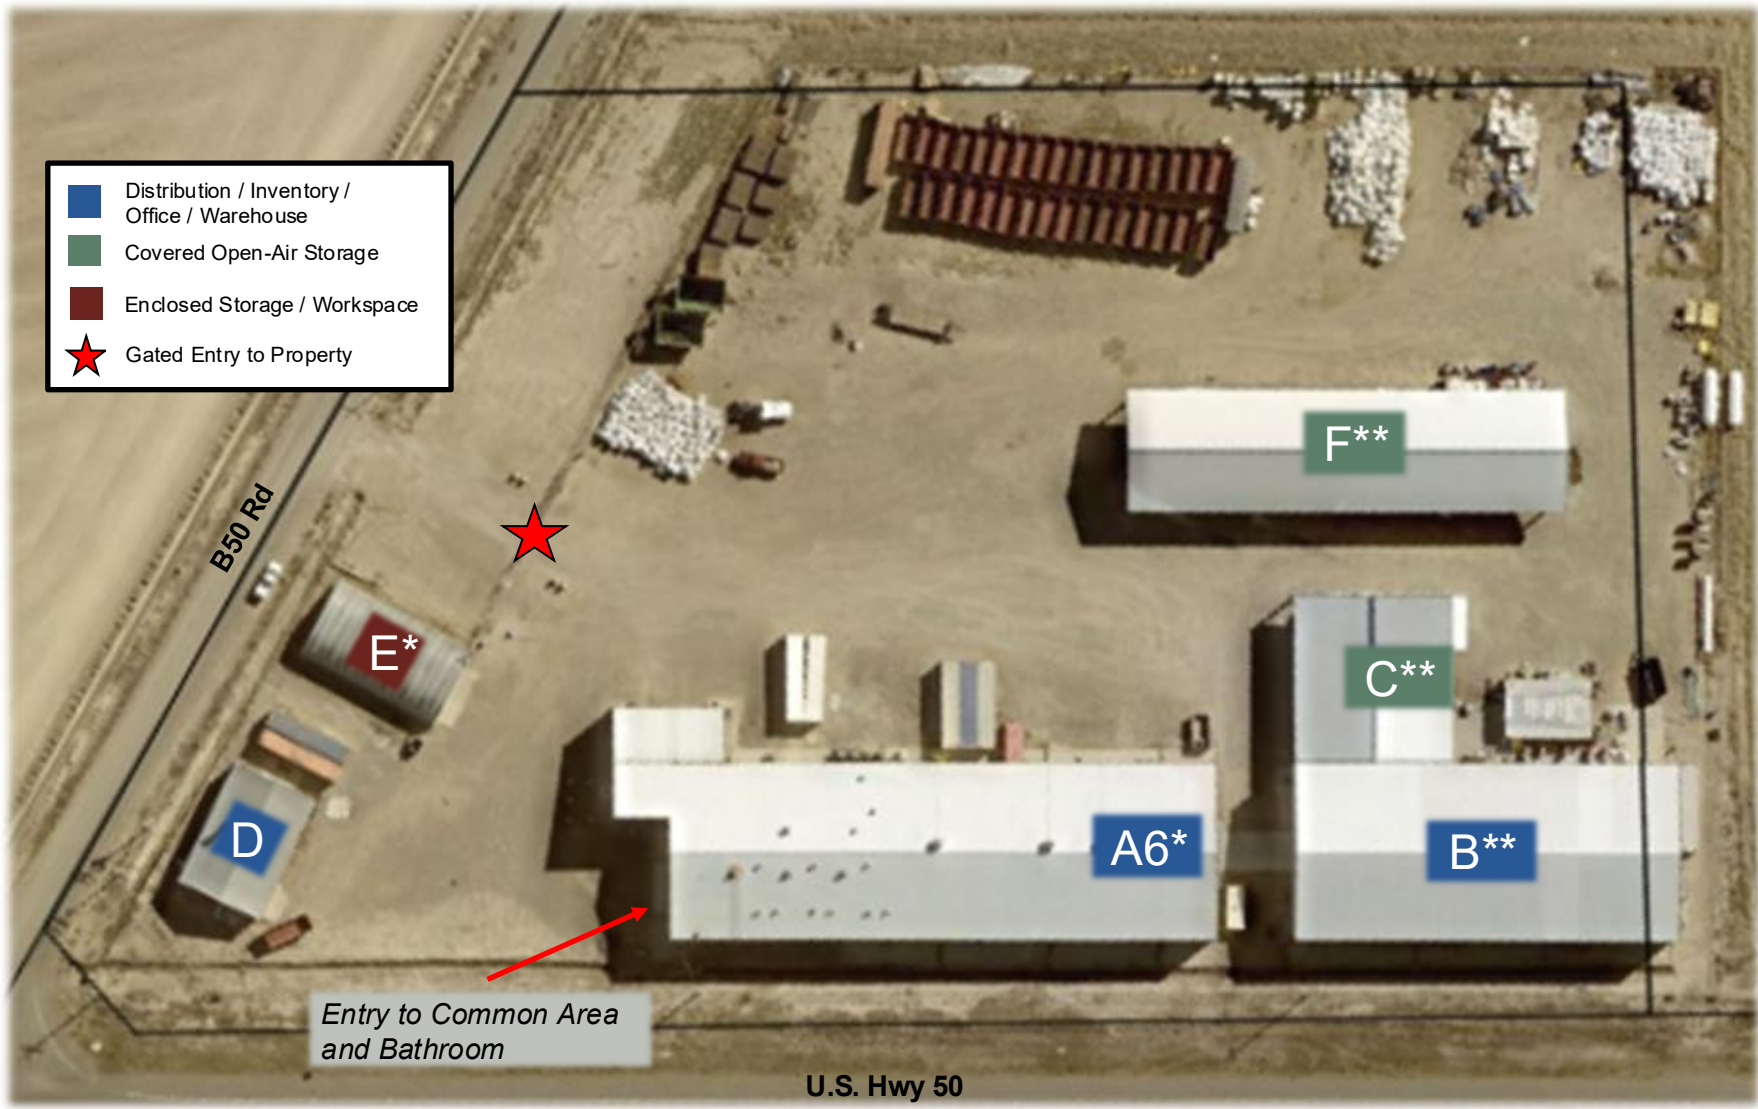 Distribution / Inventory /
Office / Warehouse
Covered Open-Air Storage
Enclosed Storage / Workspace
Gated Entry to Property
F**
B50 Rd
E*
C**
D
A6*
B**
Entry to Common Area
and Bathroom
U.S. Hwy 50